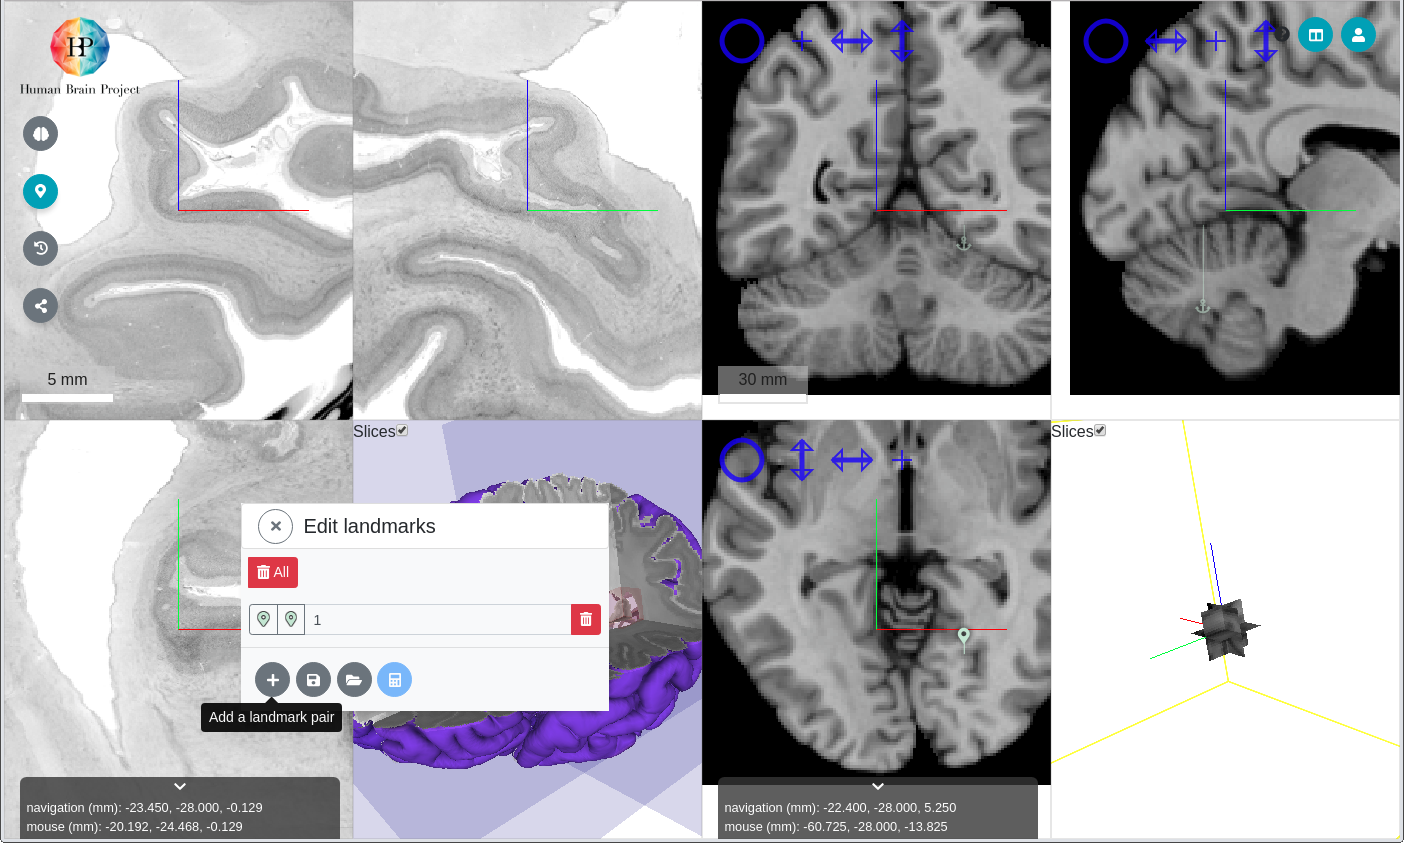 HP
Human Brain Project
5 mm
30 mm
Slices
Slices
Edit landmarks
All
1
Add a landmark pair
navigation (mm): -23.450, -28.000, -0.129
mouse (mm): -20.192, -24.468, -0.129
navigation (mm): -22.400, -28.000, 5.250
mouse (mm): -60.725, -28.000, -13.825